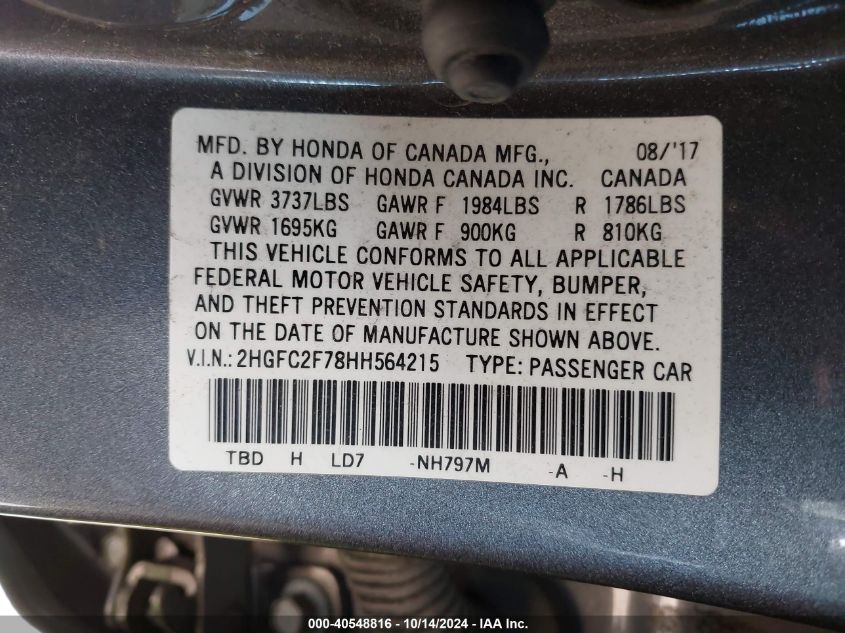 MFD. BY HONDA OF CANADA MFG., 08/'17
A DIVISION OF HONDA CANADA INC. CANADA
GVWR 3737LBS GAWR F 1984LBS R 1786LBS
GVWR 1695KG GAWR F 900KG R 810KG
THIS VEHICLE CONFORMS TO ALL APPLICABLE
FEDERAL MOTOR VEHICLE SAFETY, BUMPER,
AND THEFT PREVENTION STANDARDS IN EFFECT
ON THE DATE OF MANUFACTURE SHOWN ABOVE.
V.I.N.: 2HGFC2F78HH564215 TYPE: PASSENGER CAR
TBD H LD7 -NH797M -A -H
000-40548816 - 10/14/2024 - IAA Inc.